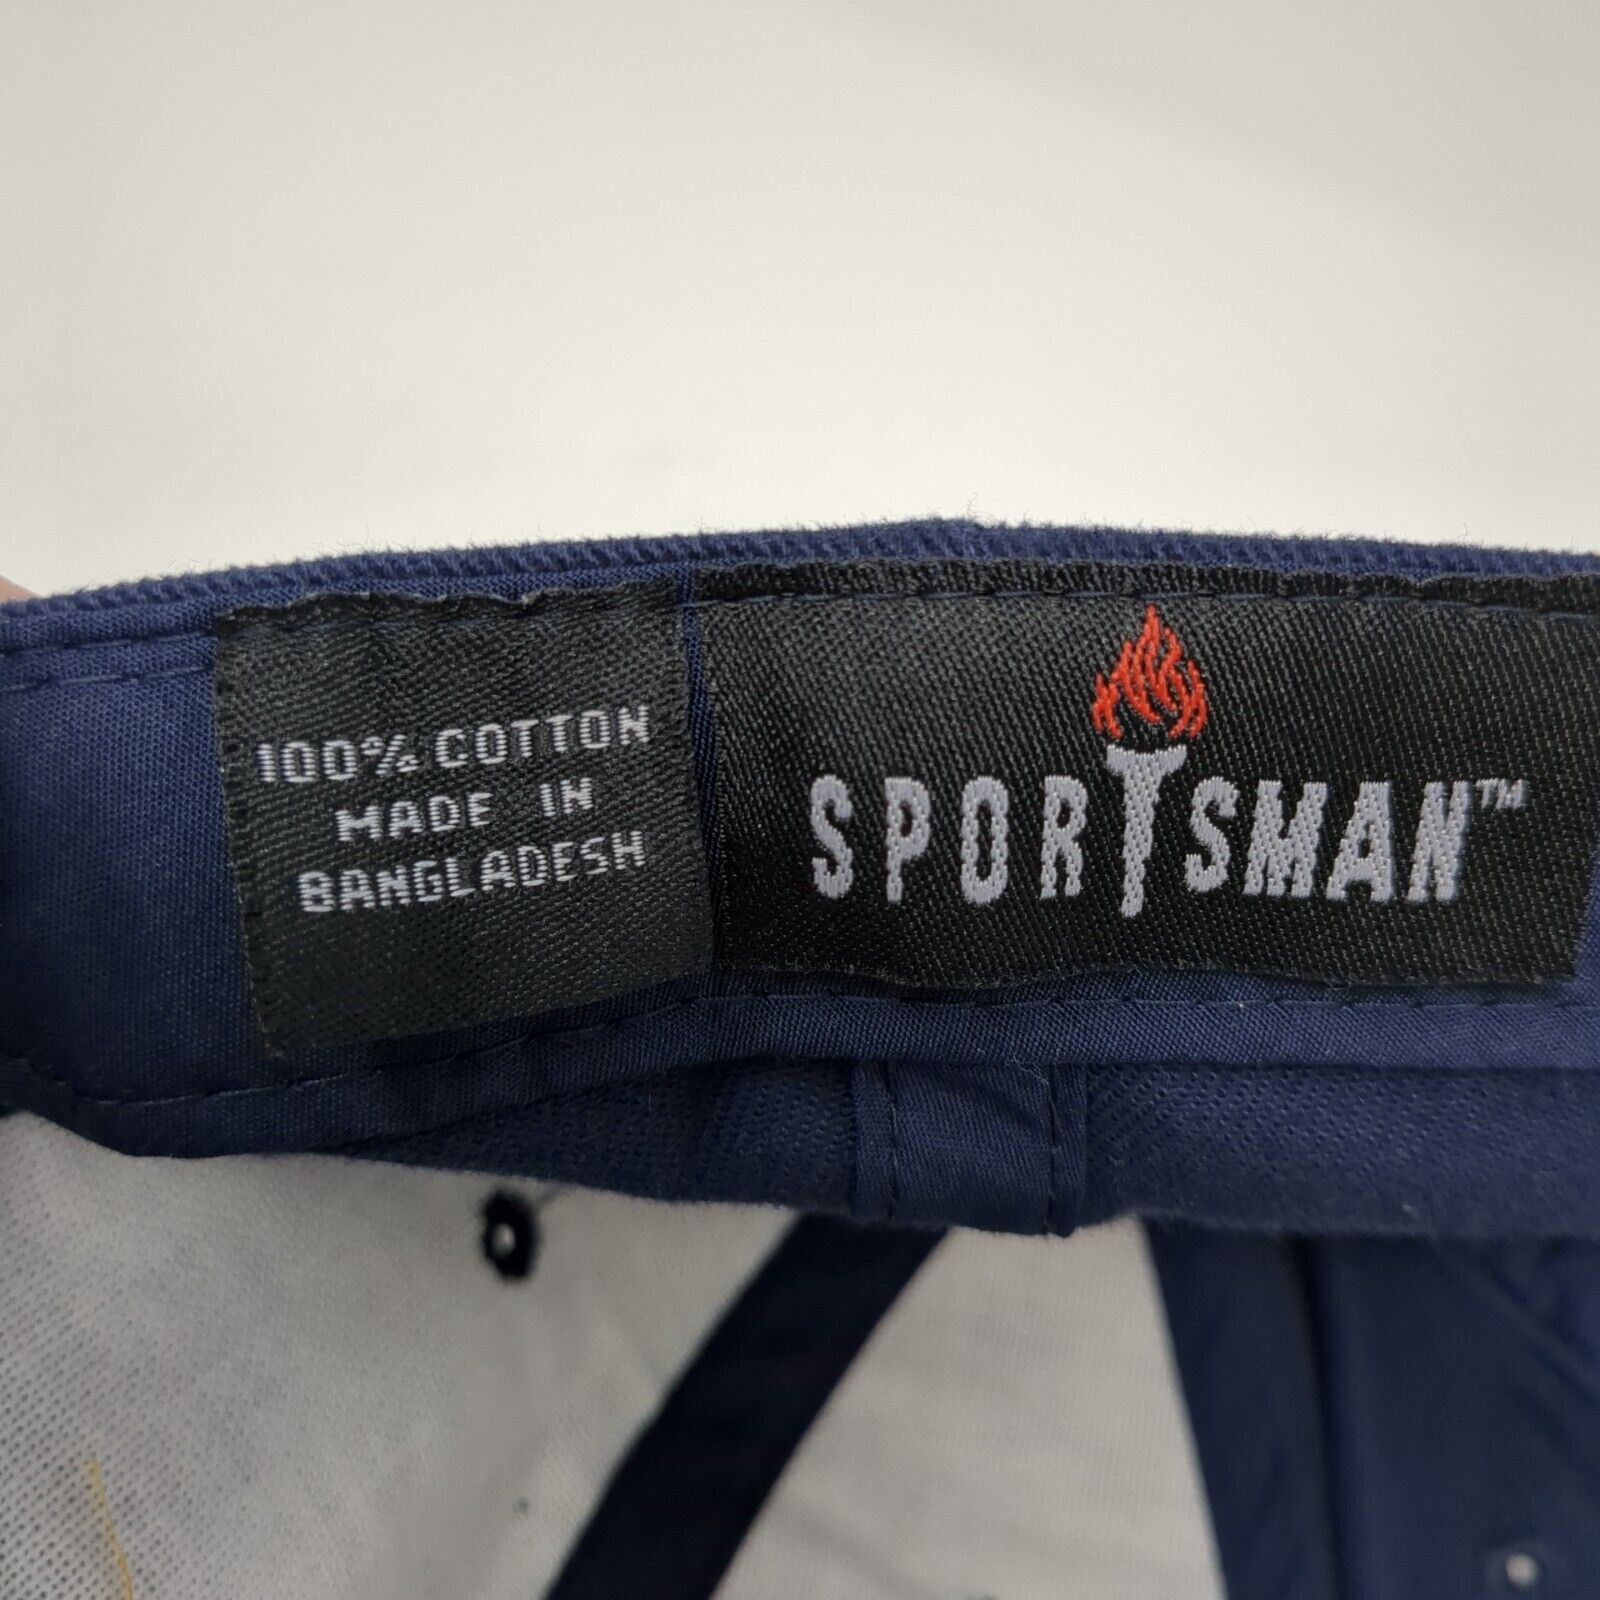 100% COTTON
MADE IN
BANGLADESH
SPORTSMAN™